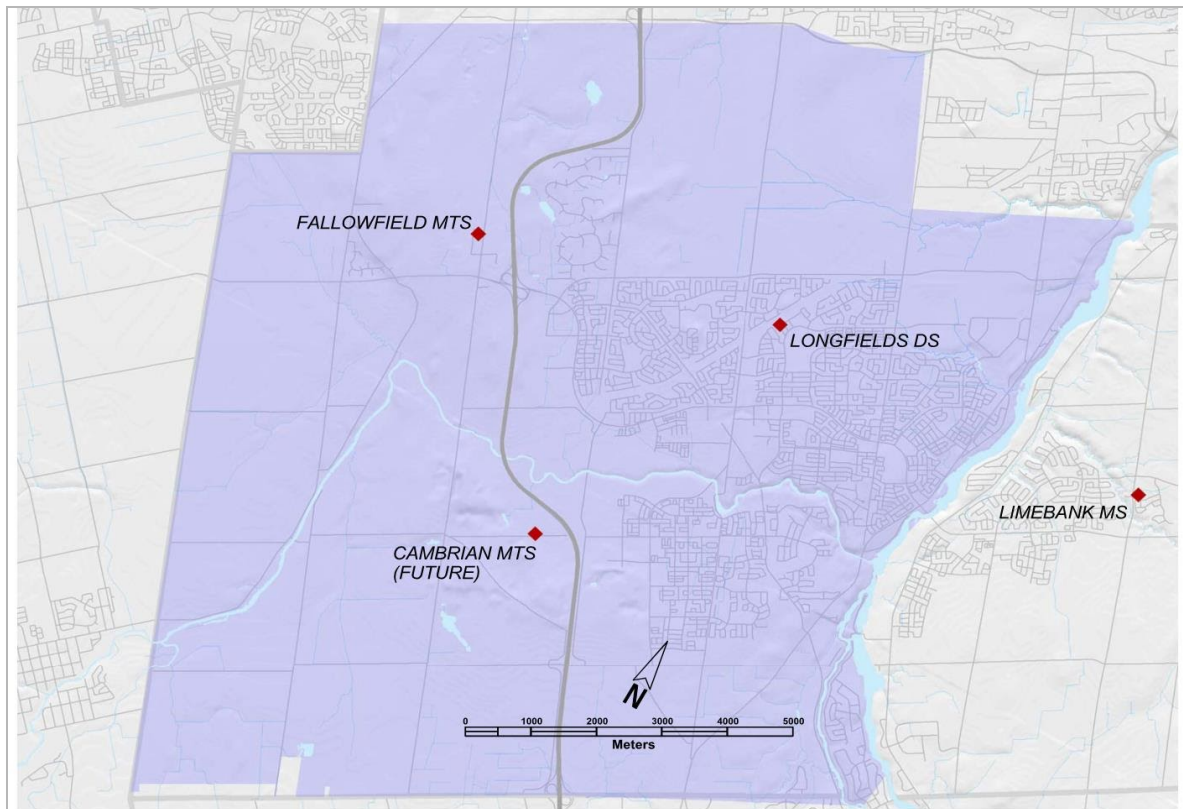 FALLOWFIELD MTS
LONGFIELDS DS
LIMEBANK MS
CAMBRIAN MTS
(FUTURE)
N
0 1000 2000 3000 4000 5000
Meters